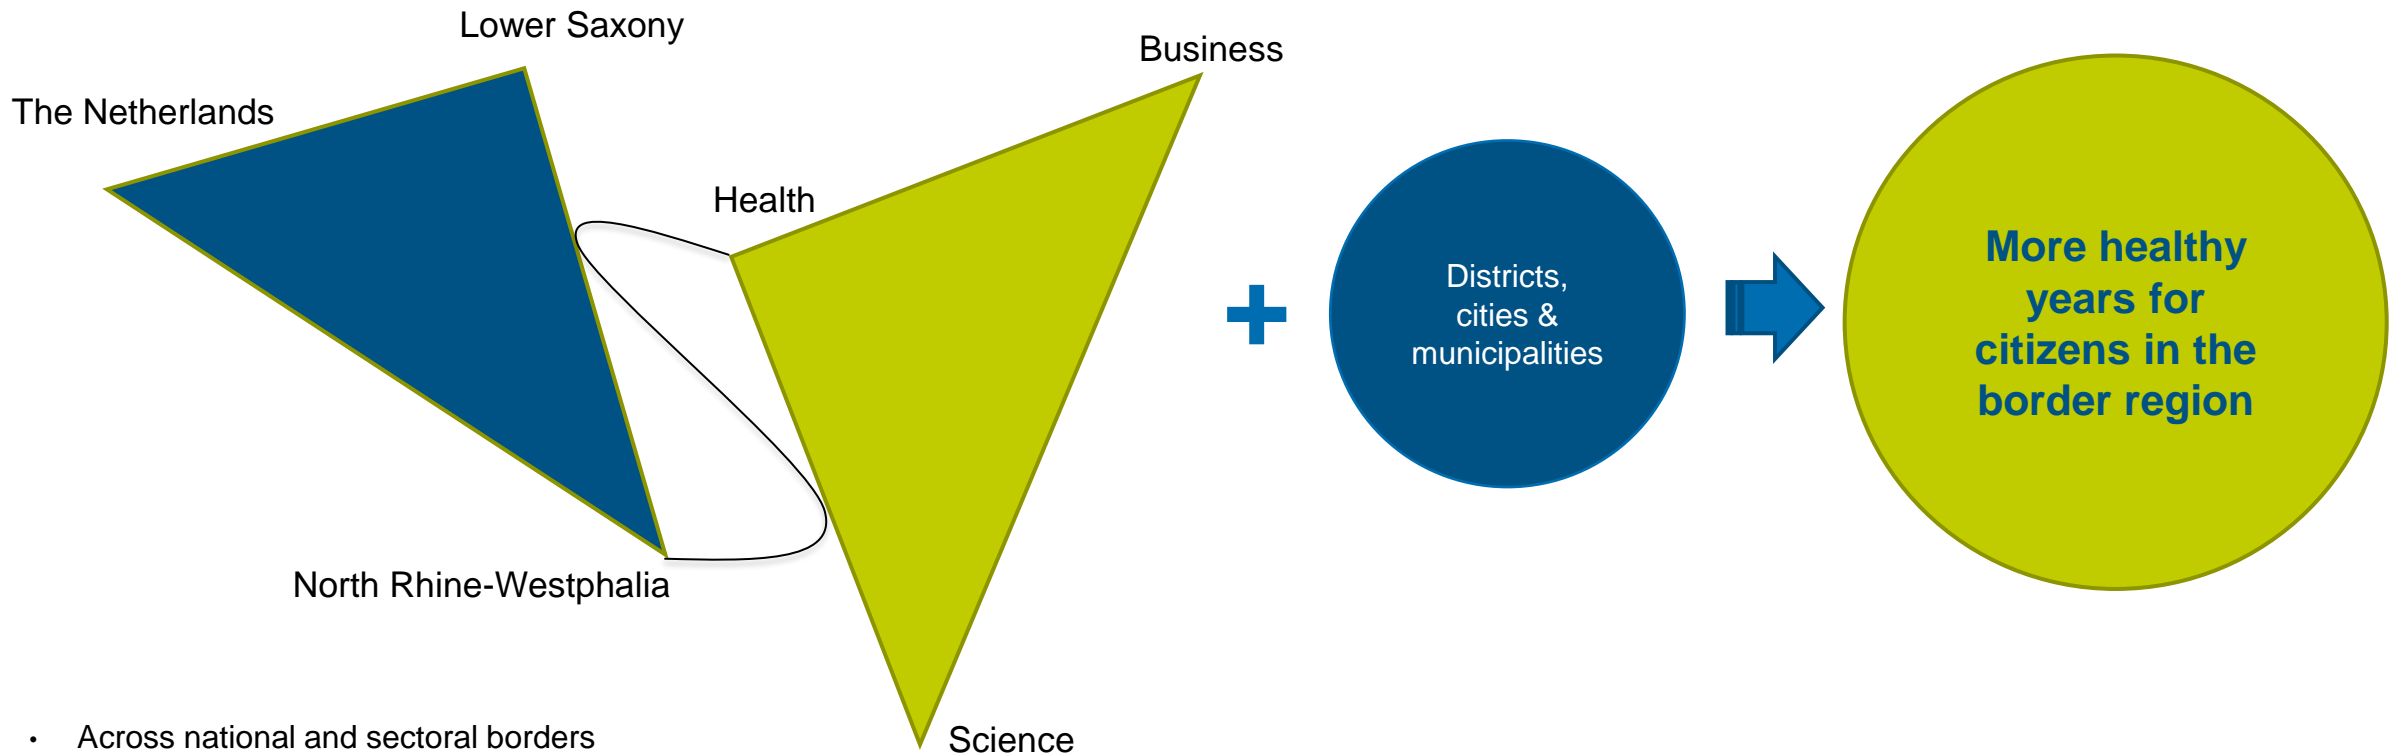 Lower Saxony
Business
The Netherlands
Health
Districts,
cities &
municipalities
More healthy
years for
citizens in the
border region
North Rhine-Westphalia
Science
• Across national and sectoral borders